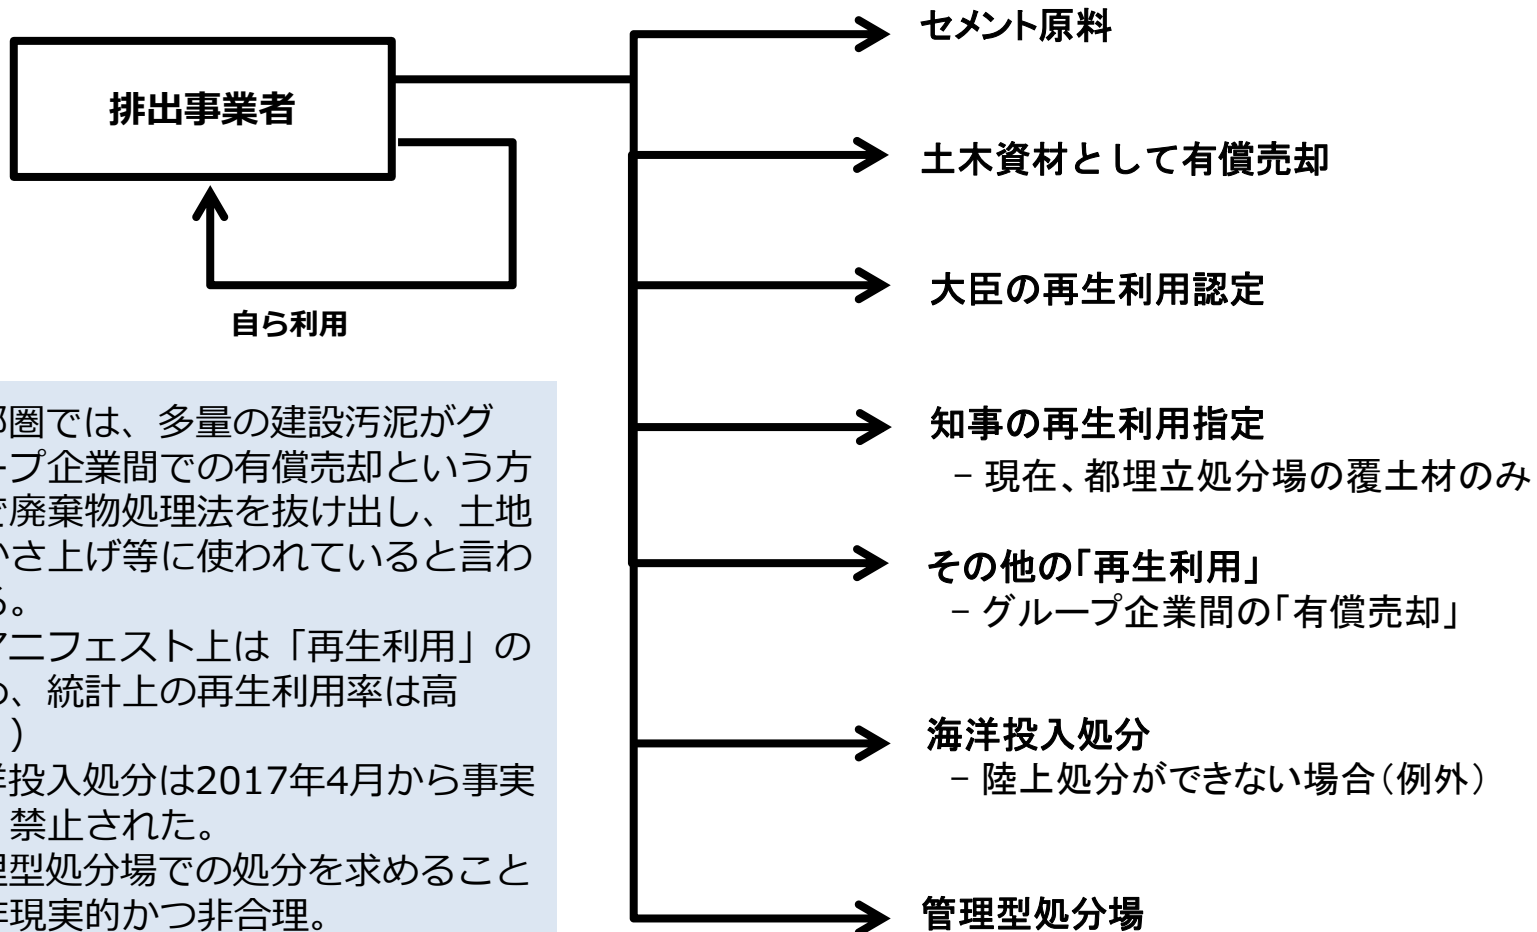 排出事業者
自ら利用
圏では、多量の建設汚泥がグ
ープ企業間での有償売却という方
で廃棄物処理法を抜け出し、土地
かさ上げ等に使われていると言わ
る。
マニフェスト上は「再生利用」の
め、統計上の再生利用率は高
）
洋投入処分は2017年4月から事実
禁止された。
理型処分場での処分を求めること
非現実的かつ非合理。
セメント原料
土木資材として有償売却
大臣の再生利用認定
知事の再生利用指定
－現在、都埋立処分場の覆土材のみ
その他の「再生利用」
－グループ企業間の「有償売却」
海洋投入処分
－陸上処分ができない場合（例外）
管理型処分場